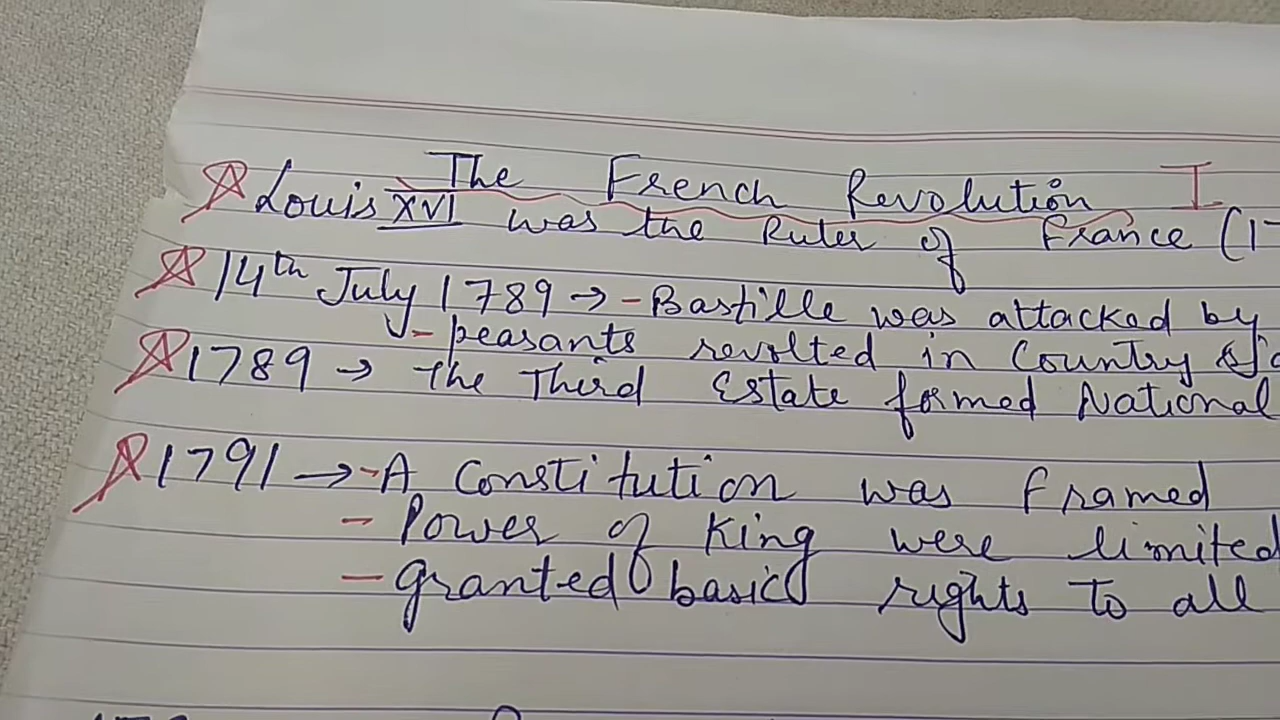 The French Revolution I
Louis XVI was the Ruler of France (17
14th July 1789 → - Bastille was attacked by
- peasants revolted in Country
1789 → The Third Estate formed National
1791 → - A Constitution was framed
- Power of King were limited
- granted basic rights to all